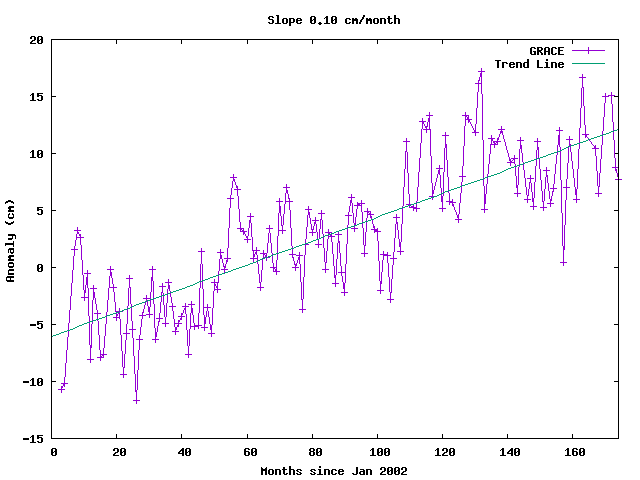 Slope 0.10 cm/month
GRACE
Trend Line
20
15
10
5
0
-5
-10
-15
Anomaly (cm)
0 20 40 60 80 100 120 140 160
Months since Jan 2002